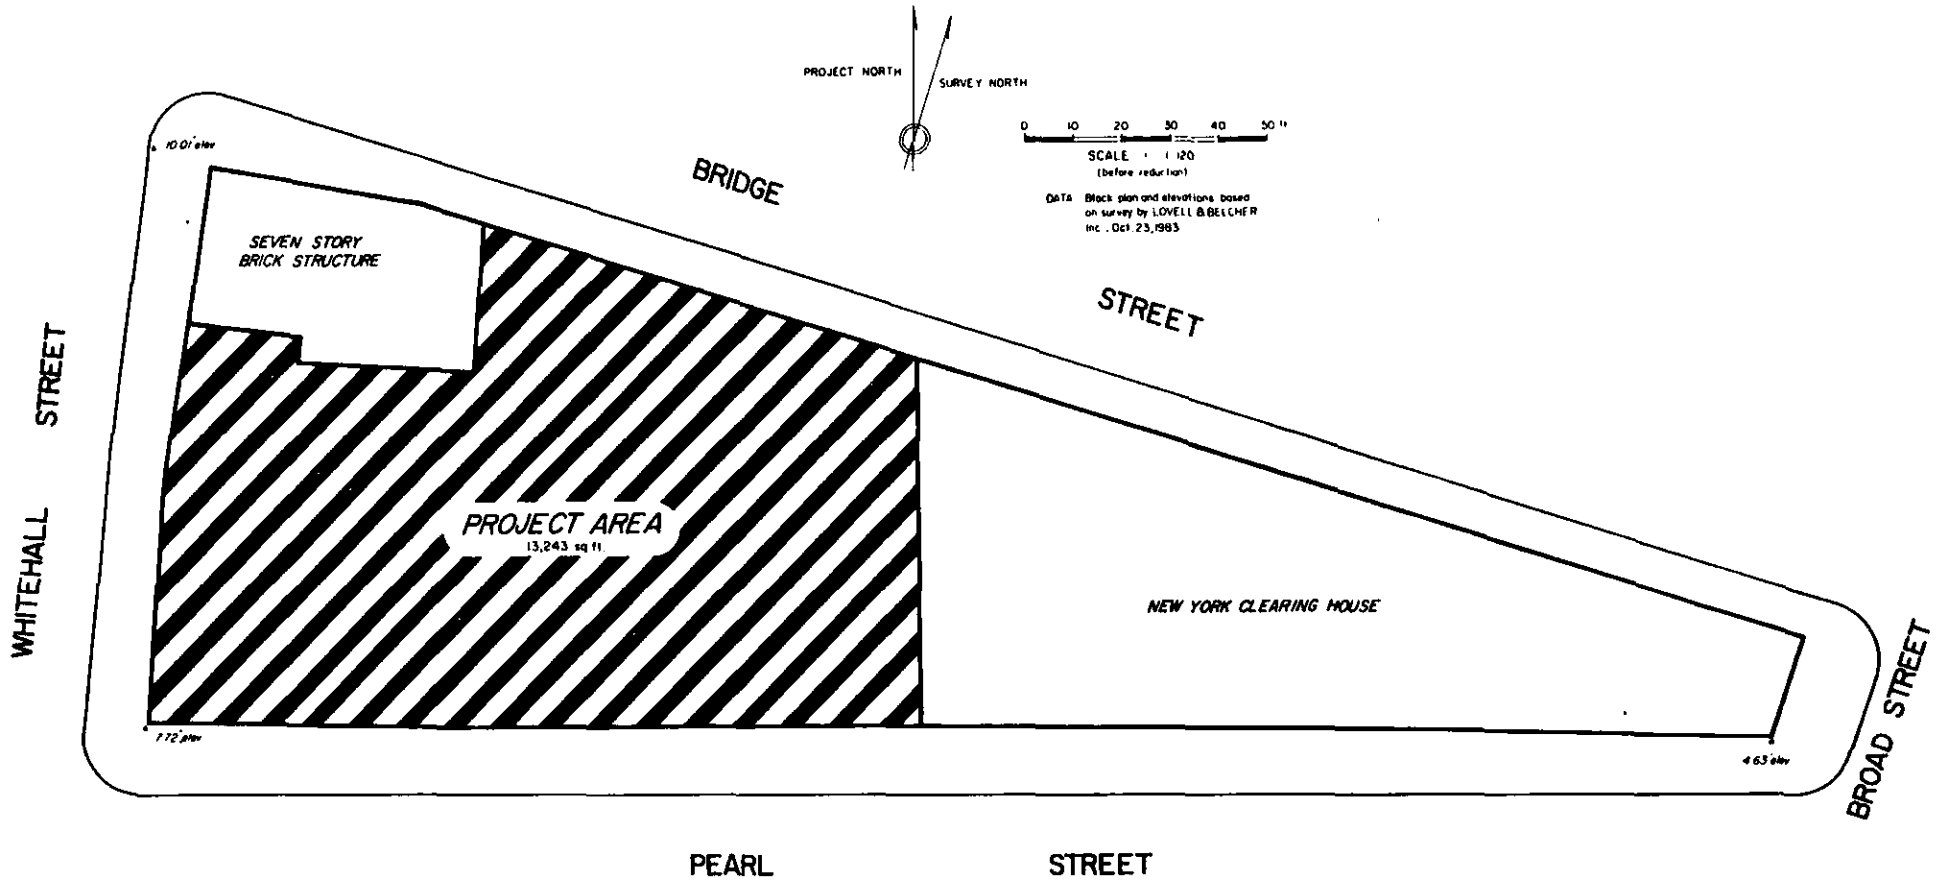 PROJECT NORTH
SURVEY NORTH
0 10 20 30 40 50 ft
SCALE 1:120
(before reduction)
DATA Block plan and elevations based
on survey by LOVELL & BELCHER
Inc., Oct. 23, 1983
BRIDGE
STREET
10.01' elev
SEVEN STORY
BRICK STRUCTURE
WHITEHALL STREET
PROJECT AREA
13,243 sq ft.
NEW YORK CLEARING HOUSE
7.72' elev
4.63' elev
BROAD STREET
PEARL STREET